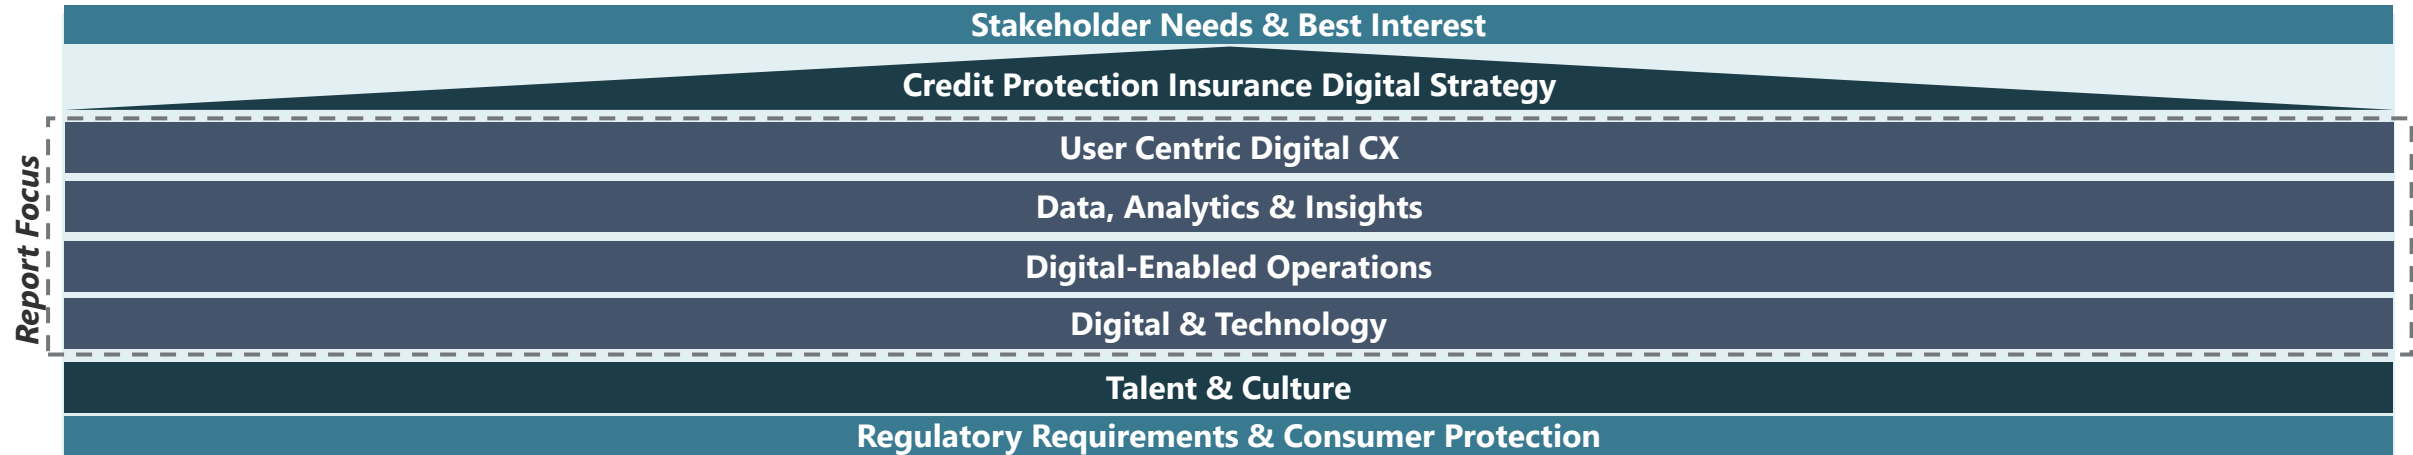 Stakeholder Needs & Best Interest
Credit Protection Insurance Digital Strategy
Report Focus
User Centric Digital CX
Data, Analytics & Insights
Digital-Enabled Operations
Digital & Technology
Talent & Culture
Regulatory Requirements & Consumer Protection